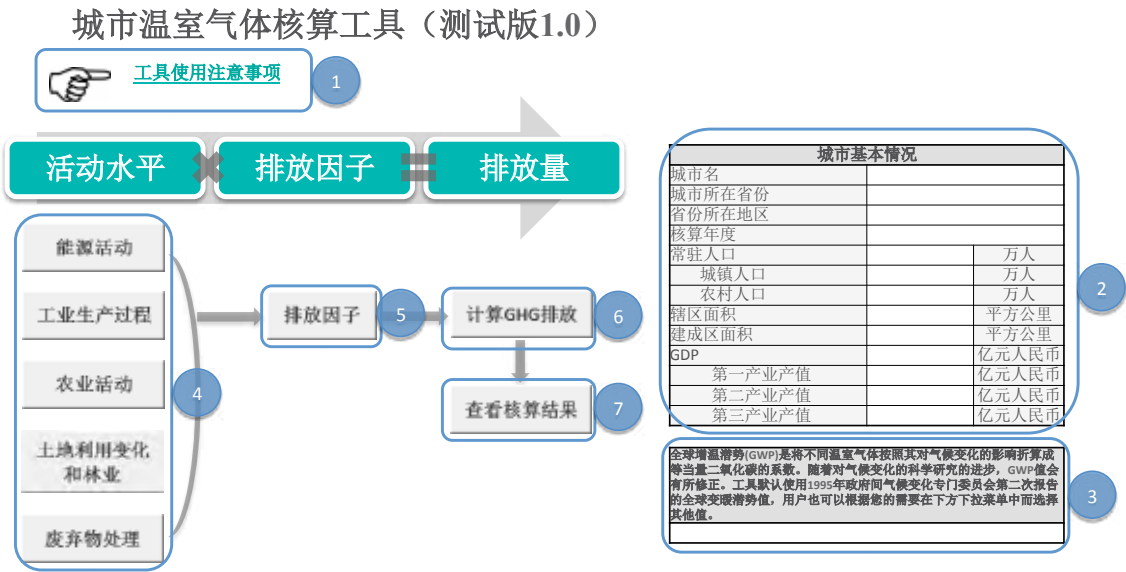 城市温室气体核算工具（测试版1.0）
工具使用注意事项
1
活动水平
排放因子
排放量
能源活动
工业生产过程
农业活动
土地利用变化
和林业
废弃物处理
4
排放因子
5
计算GHG排放
6
查看核算结果
7
城市基本情况
城市名
城市所在省份
省份所在地区
核算年度
常驻人口 万人
城镇人口 万人
农村人口 万人
辖区面积 平方公里
建成区面积 平方公里
GDP 亿元人民币
第一产业产值 亿元人民币
第二产业产值 亿元人民币
第三产业产值 亿元人民币
2
全球增温潜势(GWP)是将不同温室气体按照其对气候变化的影响折算成
等当量二氧化碳的系数。随着对气候变化的科学研究的进步，GWP值会
有所修正。工具默认使用1995年政府间气候变化专门委员会第二次报告
的全球变暖潜势值，用户也可以根据您的需要在下方下拉菜单中而选择
其他值。
3